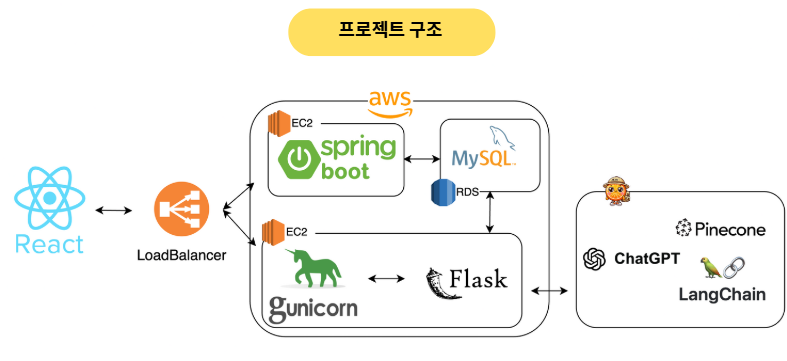 프로젝트 구조
aws
EC2
spring
boot
MySQL
RDS
React
LoadBalancer
EC2
gunicorn
Flask
Pinecone
ChatGPT
LangChain